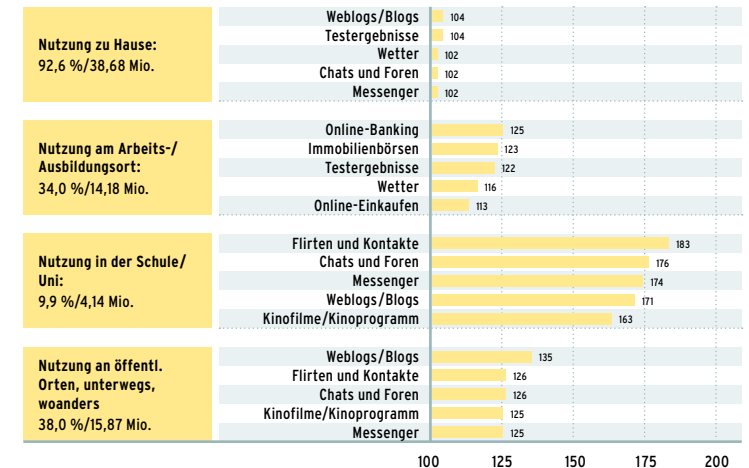 Nutzung zu Hause:
92,6 %/38,68 Mio.
Weblogs/Blogs 104
Testergebnisse 104
Wetter 102
Chats und Foren 102
Messenger 102
Nutzung am Arbeits-/
Ausbildungsort:
34,0 %/14,18 Mio.
Online-Banking 125
Immobilienbörsen 123
Testergebnisse 122
Wetter 116
Online-Einkaufen 113
Nutzung in der Schule/
Uni:
9,9 %/4,14 Mio.
Flirten und Kontakte 183
Chats und Foren 176
Messenger 174
Weblogs/Blogs 171
Kinofilme/Kinoprogramm 163
Nutzung an öffentl.
Orten, unterwegs,
woanders
38,0 %/15,87 Mio.
Weblogs/Blogs 135
Flirten und Kontakte 126
Chats und Foren 126
Kinofilme/Kinoprogramm 125
Messenger 125
100 125 150 175 200